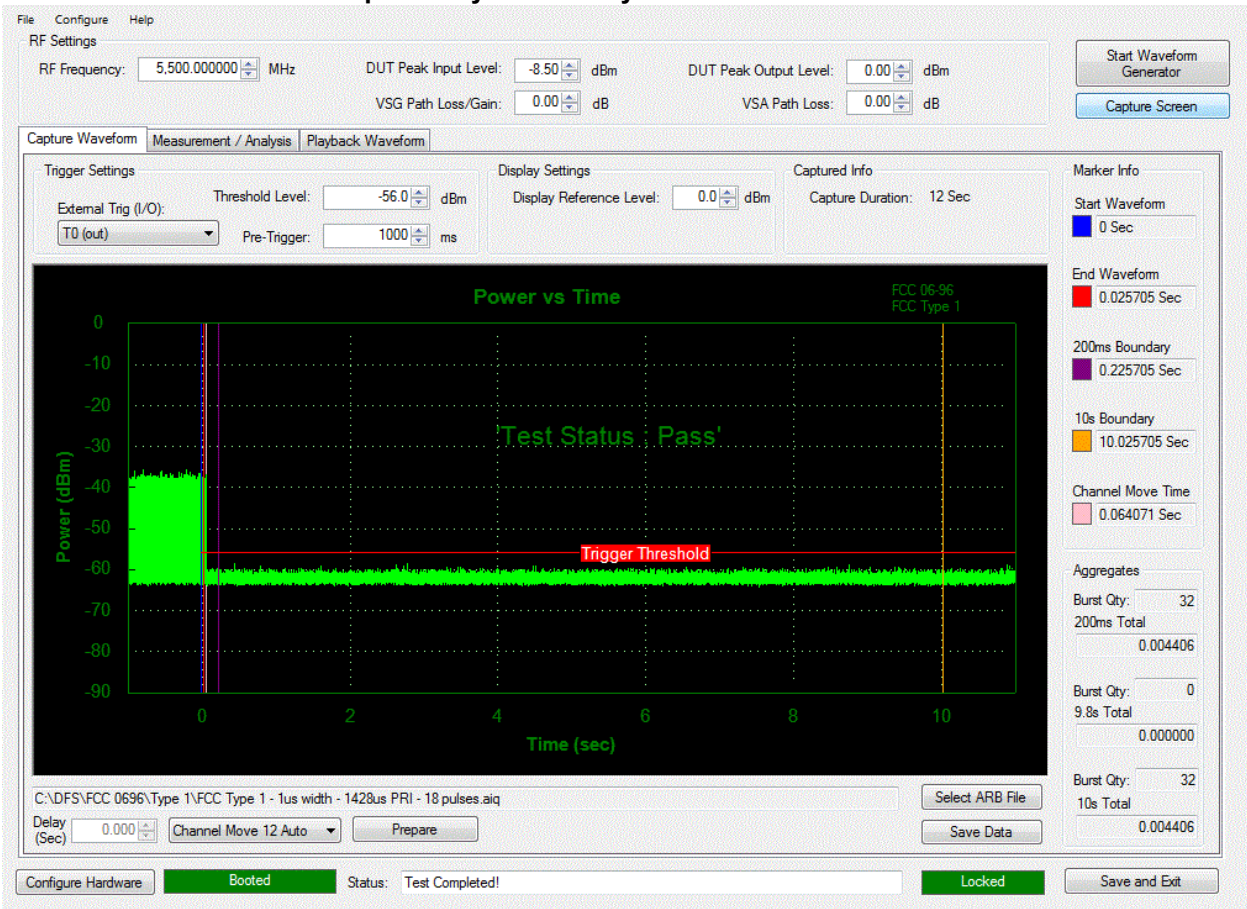 File Configure Help
RF Settings
RF Frequency: 5,500.000000 MHz DUT Peak Input Level: -8.50 dBm DUT Peak Output Level: 0.00 dBm
VSG Path Loss/Gain: 0.00 dB VSA Path Loss: 0.00 dB
Start Waveform
Generator
Capture Screen
Capture Waveform Measurement / Analysis Playback Waveform
Trigger Settings
External Trig (I/O):
T0 (out)
Threshold Level: -56.0 dBm
Pre-Trigger: 1000 ms
Display Settings
Display Reference Level: 0.0 dBm
Captured Info
Capture Duration: 12 Sec
Power vs Time
FCC 06-96
FCC Type 1
'Test Status : Pass'
Trigger Threshold
Power (dBm)
0
-10
-20
-30
-40
-50
-60
-70
-80
-90
0 2 4 6 8 10
Time (sec)
Marker Info
Start Waveform
0 Sec
End Waveform
0.025705 Sec
200ms Boundary
0.225705 Sec
10s Boundary
10.025705 Sec
Channel Move Time
0.064071 Sec
Aggregates
Burst Qty: 32
200ms Total
0.004406
Burst Qty: 0
9.8s Total
0.000000
Burst Qty: 32
10s Total
0.004406
C:\DFS\FCC 0696\Type 1\FCC Type 1 - 1us width - 1428us PRI - 18 pulses.aiq
Select ARB File
Delay
(Sec) 0.000 Channel Move 12 Auto Prepare
Save Data
Configure Hardware Booted Status: Test Completed! Locked Save and Exit